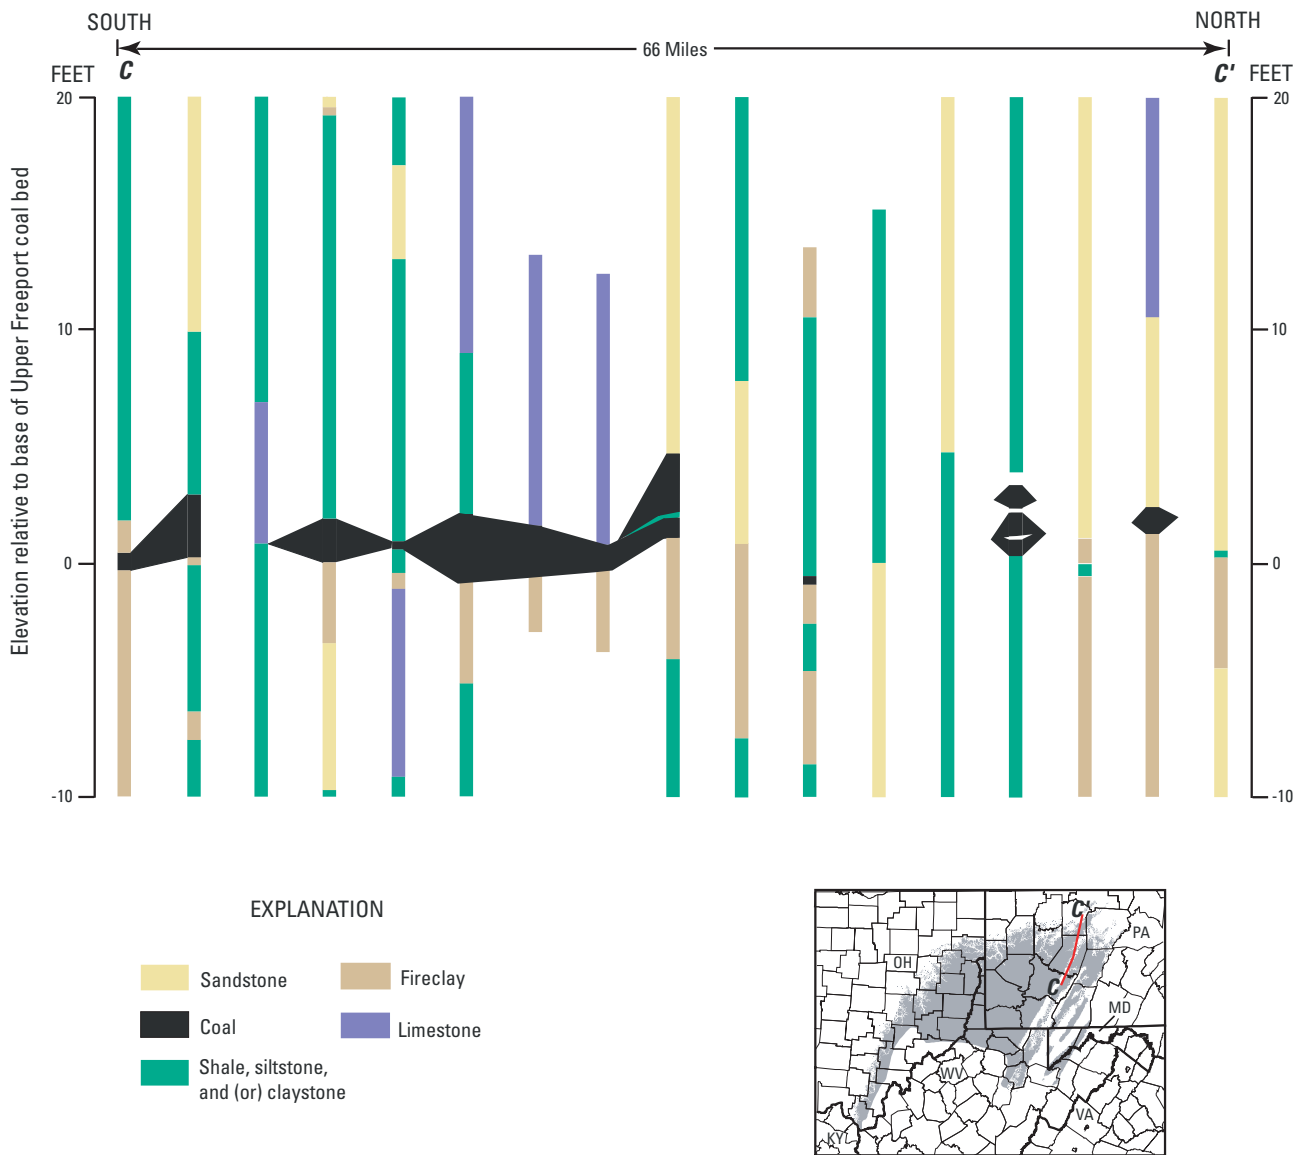 SOUTH
NORTH
66 Miles
FEET
C
C'
FEET
20
20
10
10
0
0
-10
-10
Elevation relative to base of Upper Freeport coal bed
EXPLANATION
Sandstone
Fireclay
Coal
Limestone
Shale, siltstone,
and (or) claystone
C'
PA
OH
C
MD
WV
VA
KY